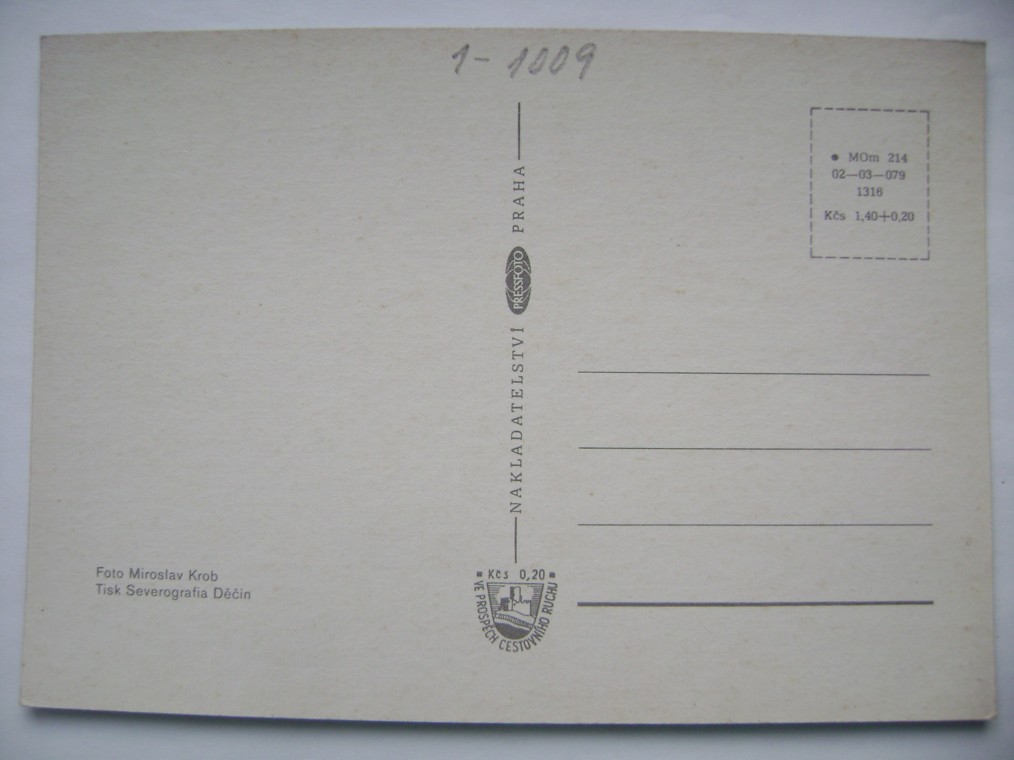 1-1009
NAKLADATELSTVÍ PRESSFOTO PRAHA
• MOm 214
02—03—079
1316
Kčs 1,40+0,20
Foto Miroslav Krob
Tisk Severografia Děčín
▪ Kčs 0,20 ▪
VE PROSPĚCH CESTOVNÍHO RUCHU